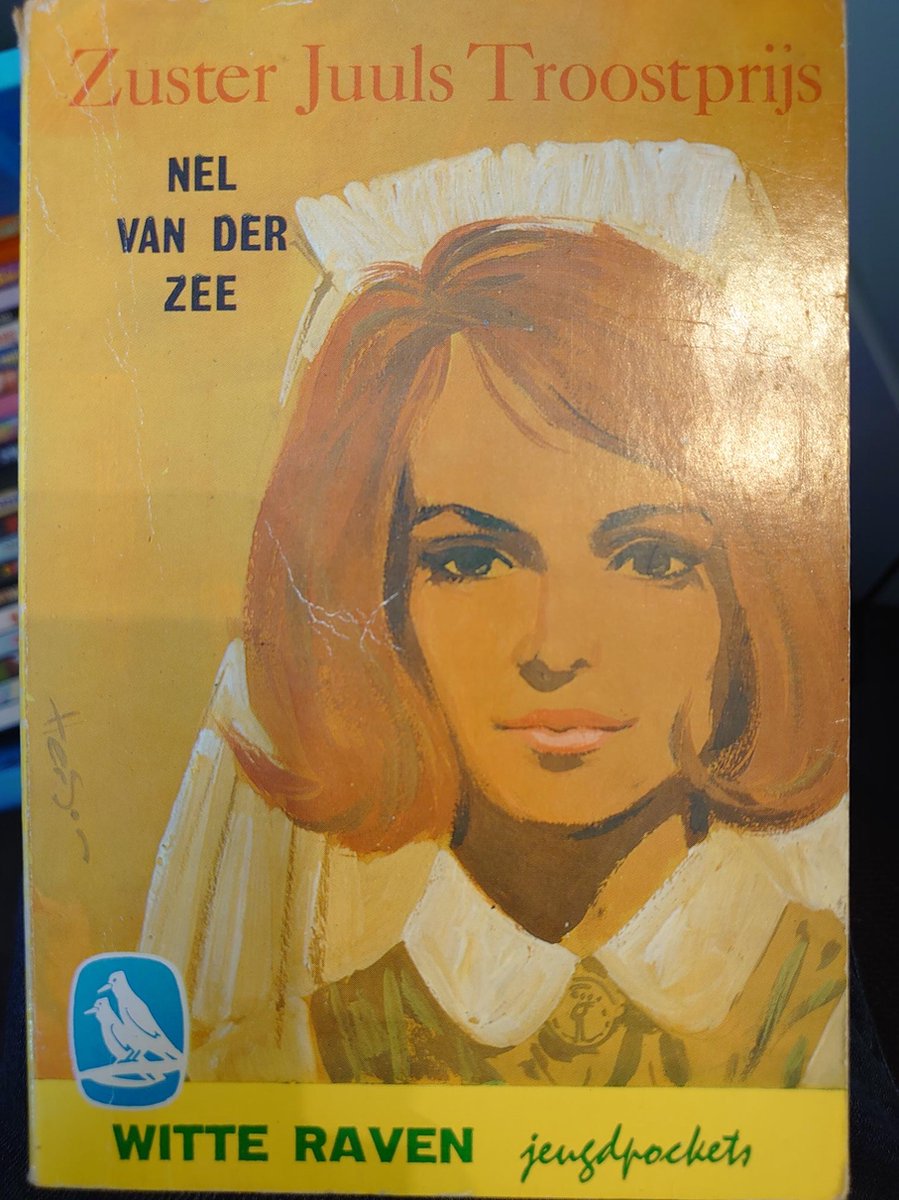 Zuster Juuls Troostprijs
NEL
VAN DER
ZEE
WITTE RAVEN jeugdpockets